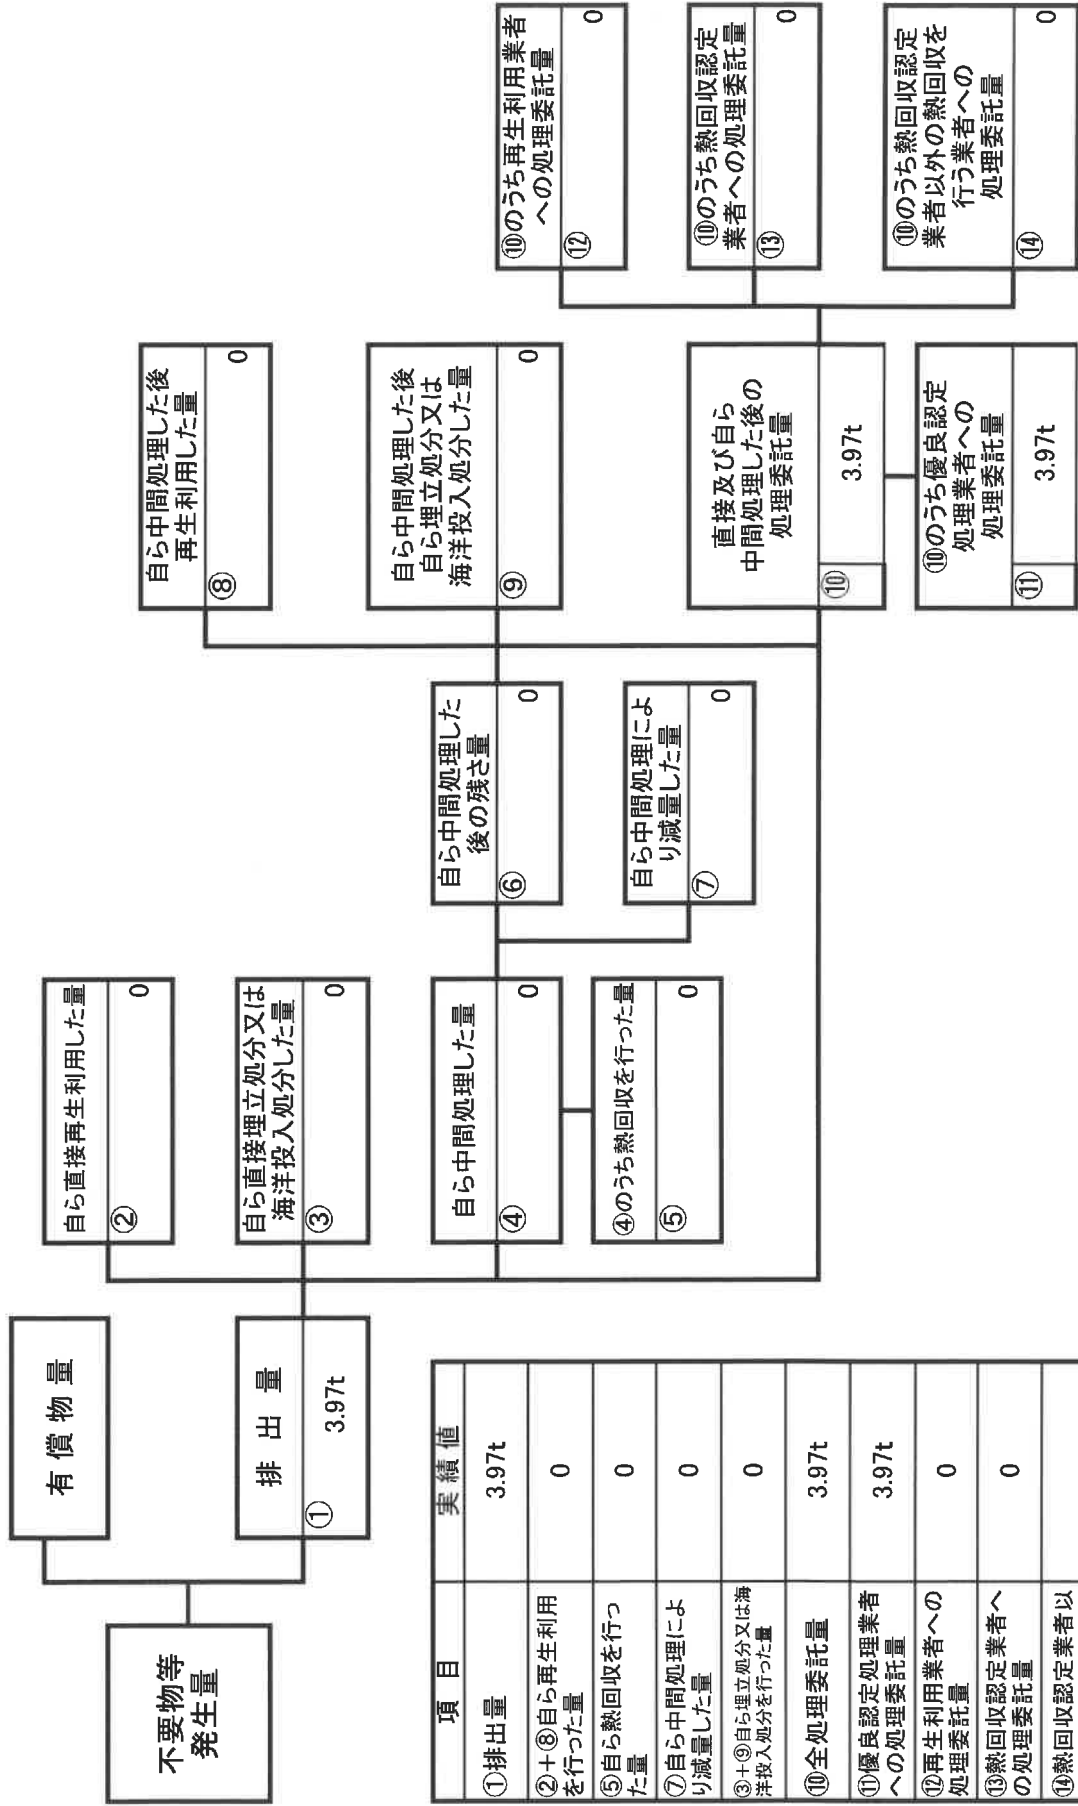 不要物等
発生量
有償物量
排出量
①
3.97t
自ら直接再生利用した量
②
0
自ら直接埋立処分又は
海洋投入処分した量
③
0
自ら中間処理した量
④
0
④のうち熱回収を行った量
⑤
0
自ら中間処理した
後の残さ量
⑥
0
自ら中間処理によ
り減量した量
⑦
0
自ら中間処理した後
再生利用した量
⑧
0
自ら中間処理した後
自ら埋立処分又は
海洋投入処分した量
⑨
0
直接及び自ら
中間処理した後の
処理委託量
⑩
3.97t
⑩のうち優良認定
処理業者への
処理委託量
⑪
3.97t
⑩のうち再生利用業者
への処理委託量
⑫
0
⑩のうち熱回収認定
業者への処理委託量
⑬
0
⑩のうち熱回収認定
業者以外の熱回収を
行う業者への
処理委託量
⑭
0
項目
実績値
①排出量
3.97t
②+⑧自ら再生利用
を行った量
0
⑤自ら熱回収を行っ
た量
0
⑦自ら中間処理によ
り減量した量
0
③+⑨自ら埋立処分又は海
洋投入処分を行った量
0
⑩全処理委託量
3.97t
⑪優良認定処理業者
への処理委託量
3.97t
⑫再生利用業者への
処理委託量
0
⑬熱回収認定業者へ
の処理委託量
0
⑭熱回収認定業者以